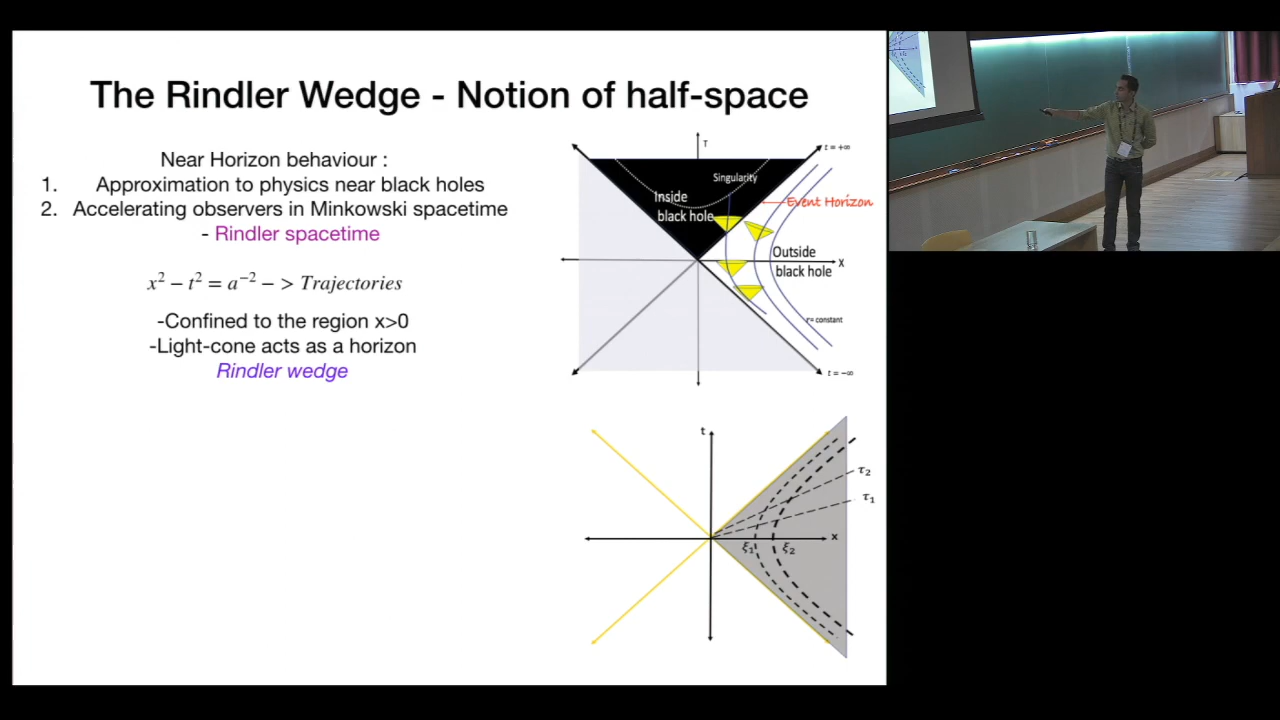 The Rindler Wedge - Notion of half-space
Near Horizon behaviour :
1. Approximation to physics near black holes
2. Accelerating observers in Minkowski spacetime
- Rindler spacetime
x² − t² = a⁻² − > Trajectories
-Confined to the region x>0
-Light-cone acts as a horizon
Rindler wedge
T
t = +∞
Singularity
Inside
black hole
Event Horizon
Outside
black hole
X
r= constant
t = −∞
t
τ₂
τ₁
x
ξ₁
ξ₂